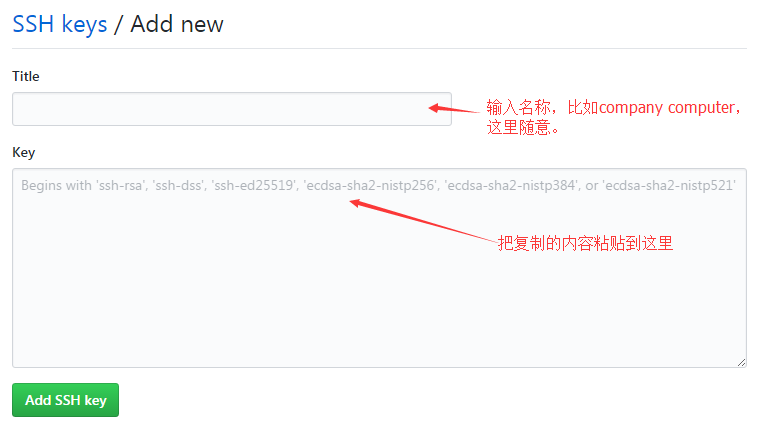 SSH keys / Add new
Title
输入名称，比如company computer，
这里随意。
Key
Begins with 'ssh-rsa', 'ssh-dss', 'ssh-ed25519', 'ecdsa-sha2-nistp256', 'ecdsa-sha2-nistp384', or 'ecdsa-sha2-nistp521'
把复制的内容粘贴到这里
Add SSH key